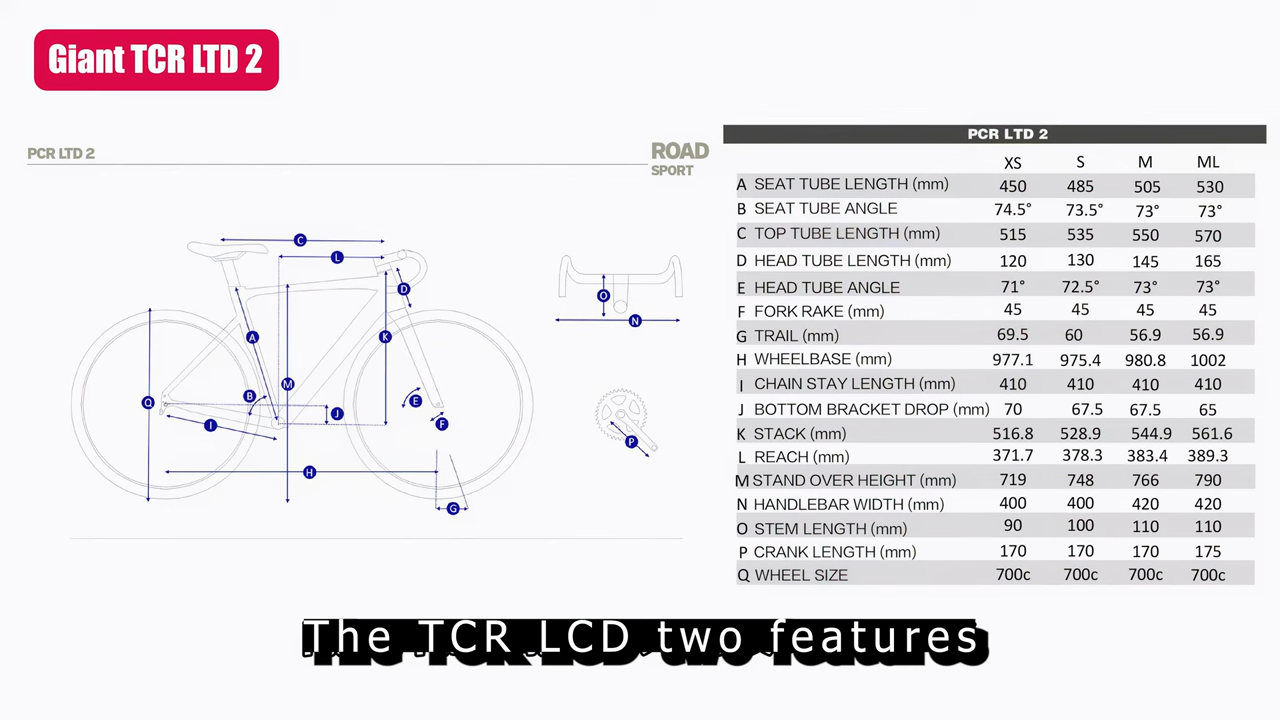 Giant TCR LTD 2
PCR LTD 2
ROAD
SPORT
C
L
D
A
K
M
B
J
E
Q
I
F
H
G
O
N
P
PCR LTD 2
XS S M ML
A SEAT TUBE LENGTH (mm) 450 485 505 530
B SEAT TUBE ANGLE 74.5° 73.5° 73° 73°
C TOP TUBE LENGTH (mm) 515 535 550 570
D HEAD TUBE LENGTH (mm) 120 130 145 165
E HEAD TUBE ANGLE 71° 72.5° 73° 73°
F FORK RAKE (mm) 45 45 45 45
G TRAIL (mm) 69.5 60 56.9 56.9
H WHEELBASE (mm) 977.1 975.4 980.8 1002
I CHAIN STAY LENGTH (mm) 410 410 410 410
J BOTTOM BRACKET DROP (mm) 70 67.5 67.5 65
K STACK (mm) 516.8 528.9 544.9 561.6
L REACH (mm) 371.7 378.3 383.4 389.3
M STAND OVER HEIGHT (mm) 719 748 766 790
N HANDLEBAR WIDTH (mm) 400 400 420 420
O STEM LENGTH (mm) 90 100 110 110
P CRANK LENGTH (mm) 170 170 170 175
Q WHEEL SIZE 700c 700c 700c 700c
The TCR LCD two features